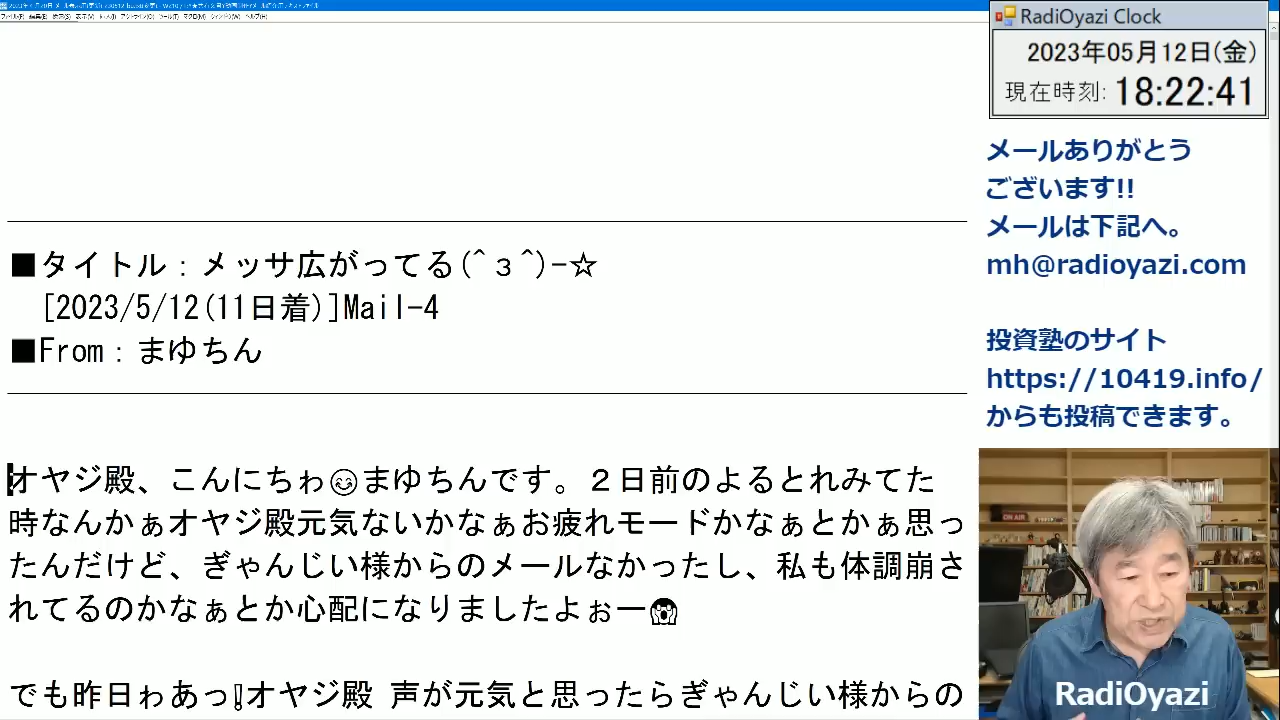 RadiOyazi Clock
2023年05月12日(金)
現在時刻: 18:22:41
メールありがとう
ございます!!
メールは下記へ。
mh@radioyazi.com
投資塾のサイト
https://10419.info/
からも投稿できます。
■タイトル：メッサ広がってる(^з^)-☆
[2023/5/12(11日着)]Mail-4
■From：まゆちん
オヤジ殿、こんにちゎ😊まゆちんです。２日前のよるとれみてた
時なんかぁオヤジ殿元気ないかなぁお疲れモードかなぁとかぁ思っ
たんだけど、ぎゃんじい様からのメールなかったし、私も体調崩さ
れてるのかなぁとか心配になりましたよぉー😱
でも昨日ゎあっ❕オヤジ殿 声が元気と思ったらぎゃんじい様からの
ON AIR
RadiOyazi